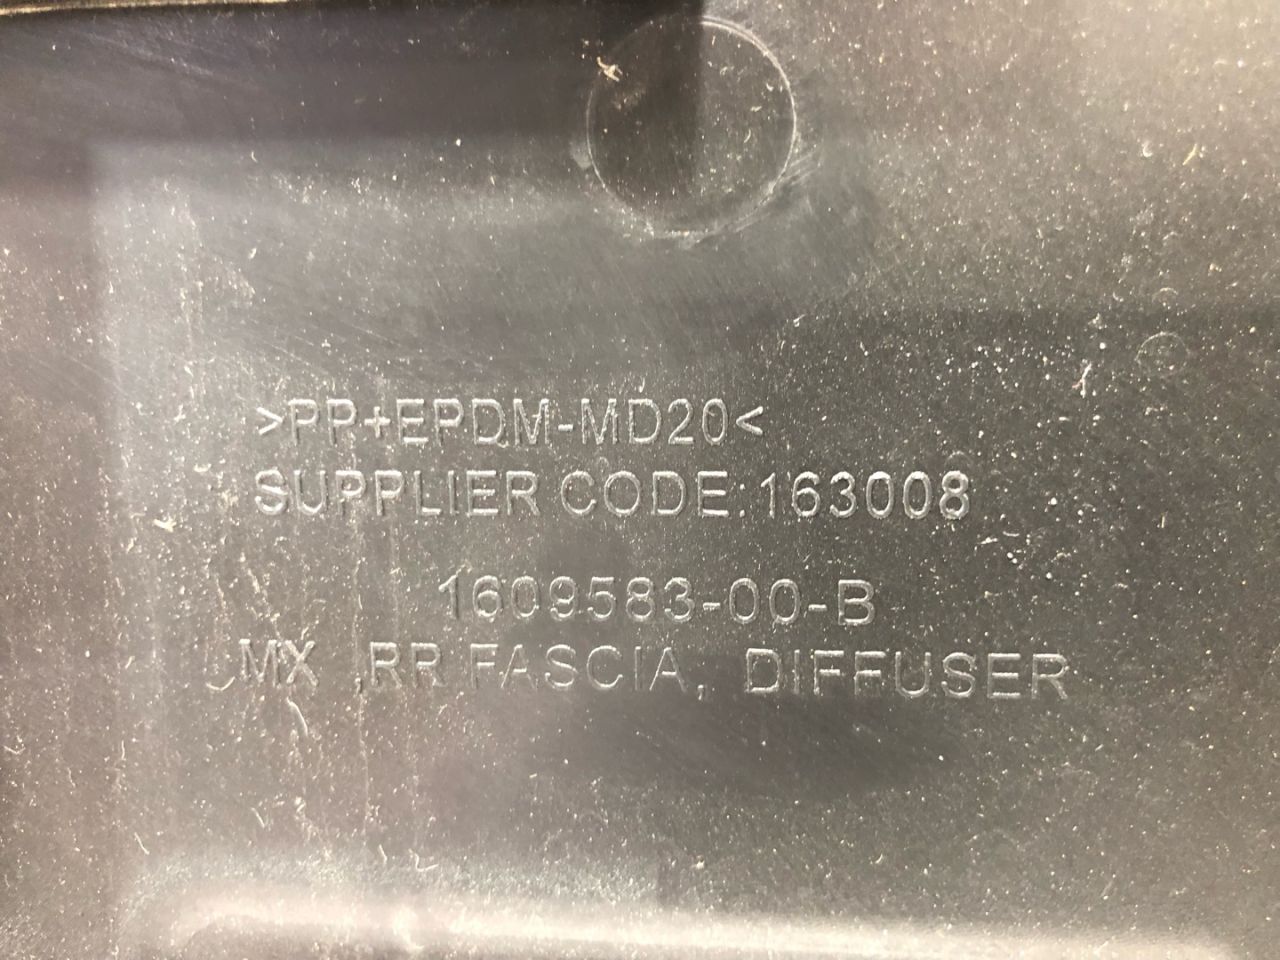 >PP+EPDM-MD20<
SUPPLIER CODE:163008
1609583-00-B
MX ,RR FASCIA, DIFFUSER